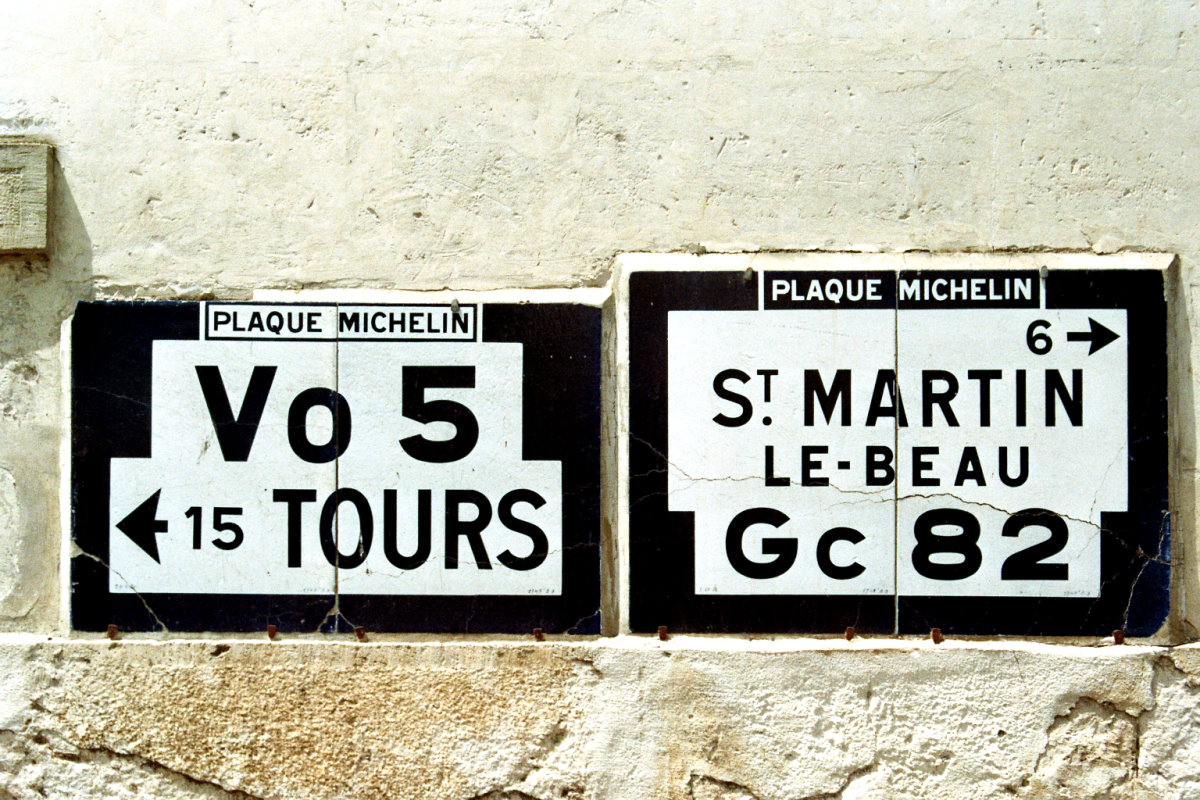 PLAQUE MICHELIN
Vo 5
← 15 TOURS
PLAQUE MICHELIN
6 →
ST. MARTIN
LE-BEAU
Gc 82